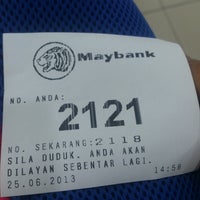 Maybank
NO. ANDA:
2121
NO. SEKARANG:2118
SILA DUDUK. ANDA AKAN
DILAYAN SEBENTAR LAGI.
25.06.2013 14:58